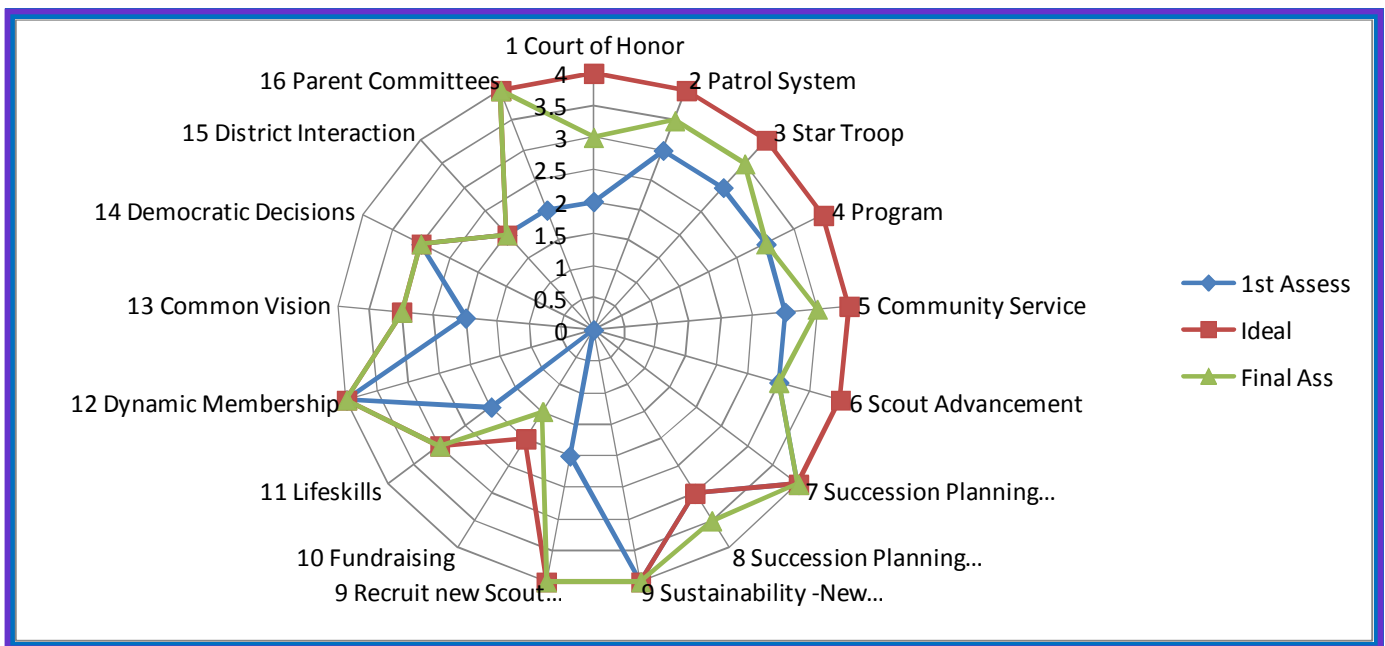 1 Court of Honor
2 Patrol System
3 Star Troop
4 Program
5 Community Service
6 Scout Advancement
7 Succession Planning...
8 Succession Planning...
9 Sustainability -New...
9 Recruit new Scout...
10 Fundraising
11 Lifeskills
12 Dynamic Membership
13 Common Vision
14 Democratic Decisions
15 District Interaction
16 Parent Committees
4
3.5
3
2.5
2
1.5
1
0.5
0
1st Assess
Ideal
Final Ass